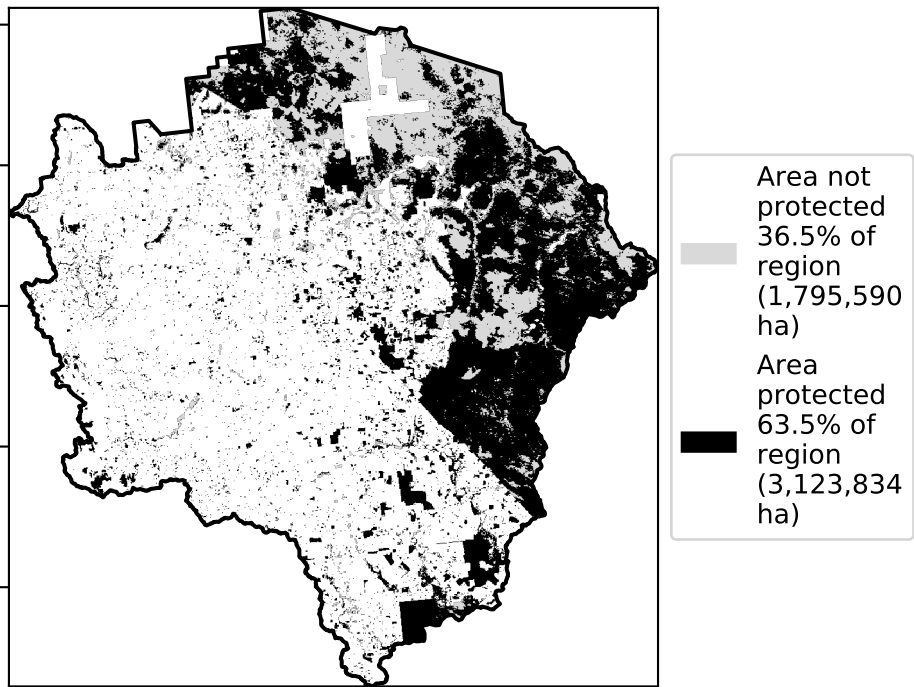 Area not
protected
36.5% of
region
(1,795,590
ha)
Area
protected
63.5% of
region
(3,123,834
ha)